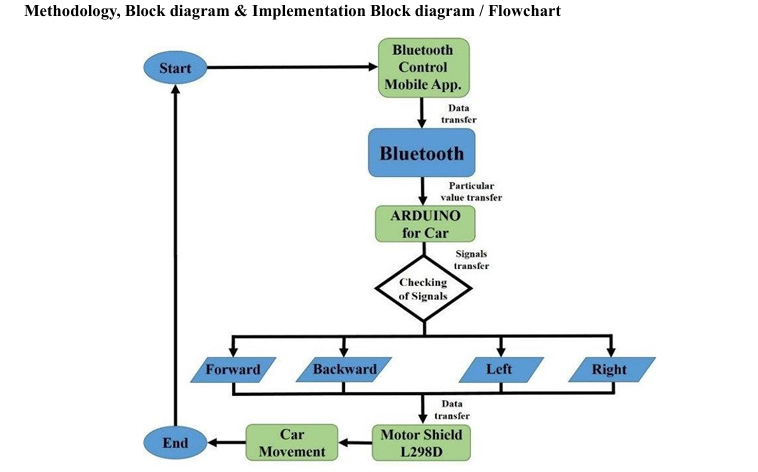 Methodology, Block diagram & Implementation Block diagram / Flowchart
Start
Bluetooth
Control
Mobile App.
Data
transfer
Bluetooth
Particular
value transfer
ARDUINO
for Car
Signals
transfer
Checking
of Signals
Forward
Backward
Left
Right
Data
transfer
End
Car
Movement
Motor Shield
L298D